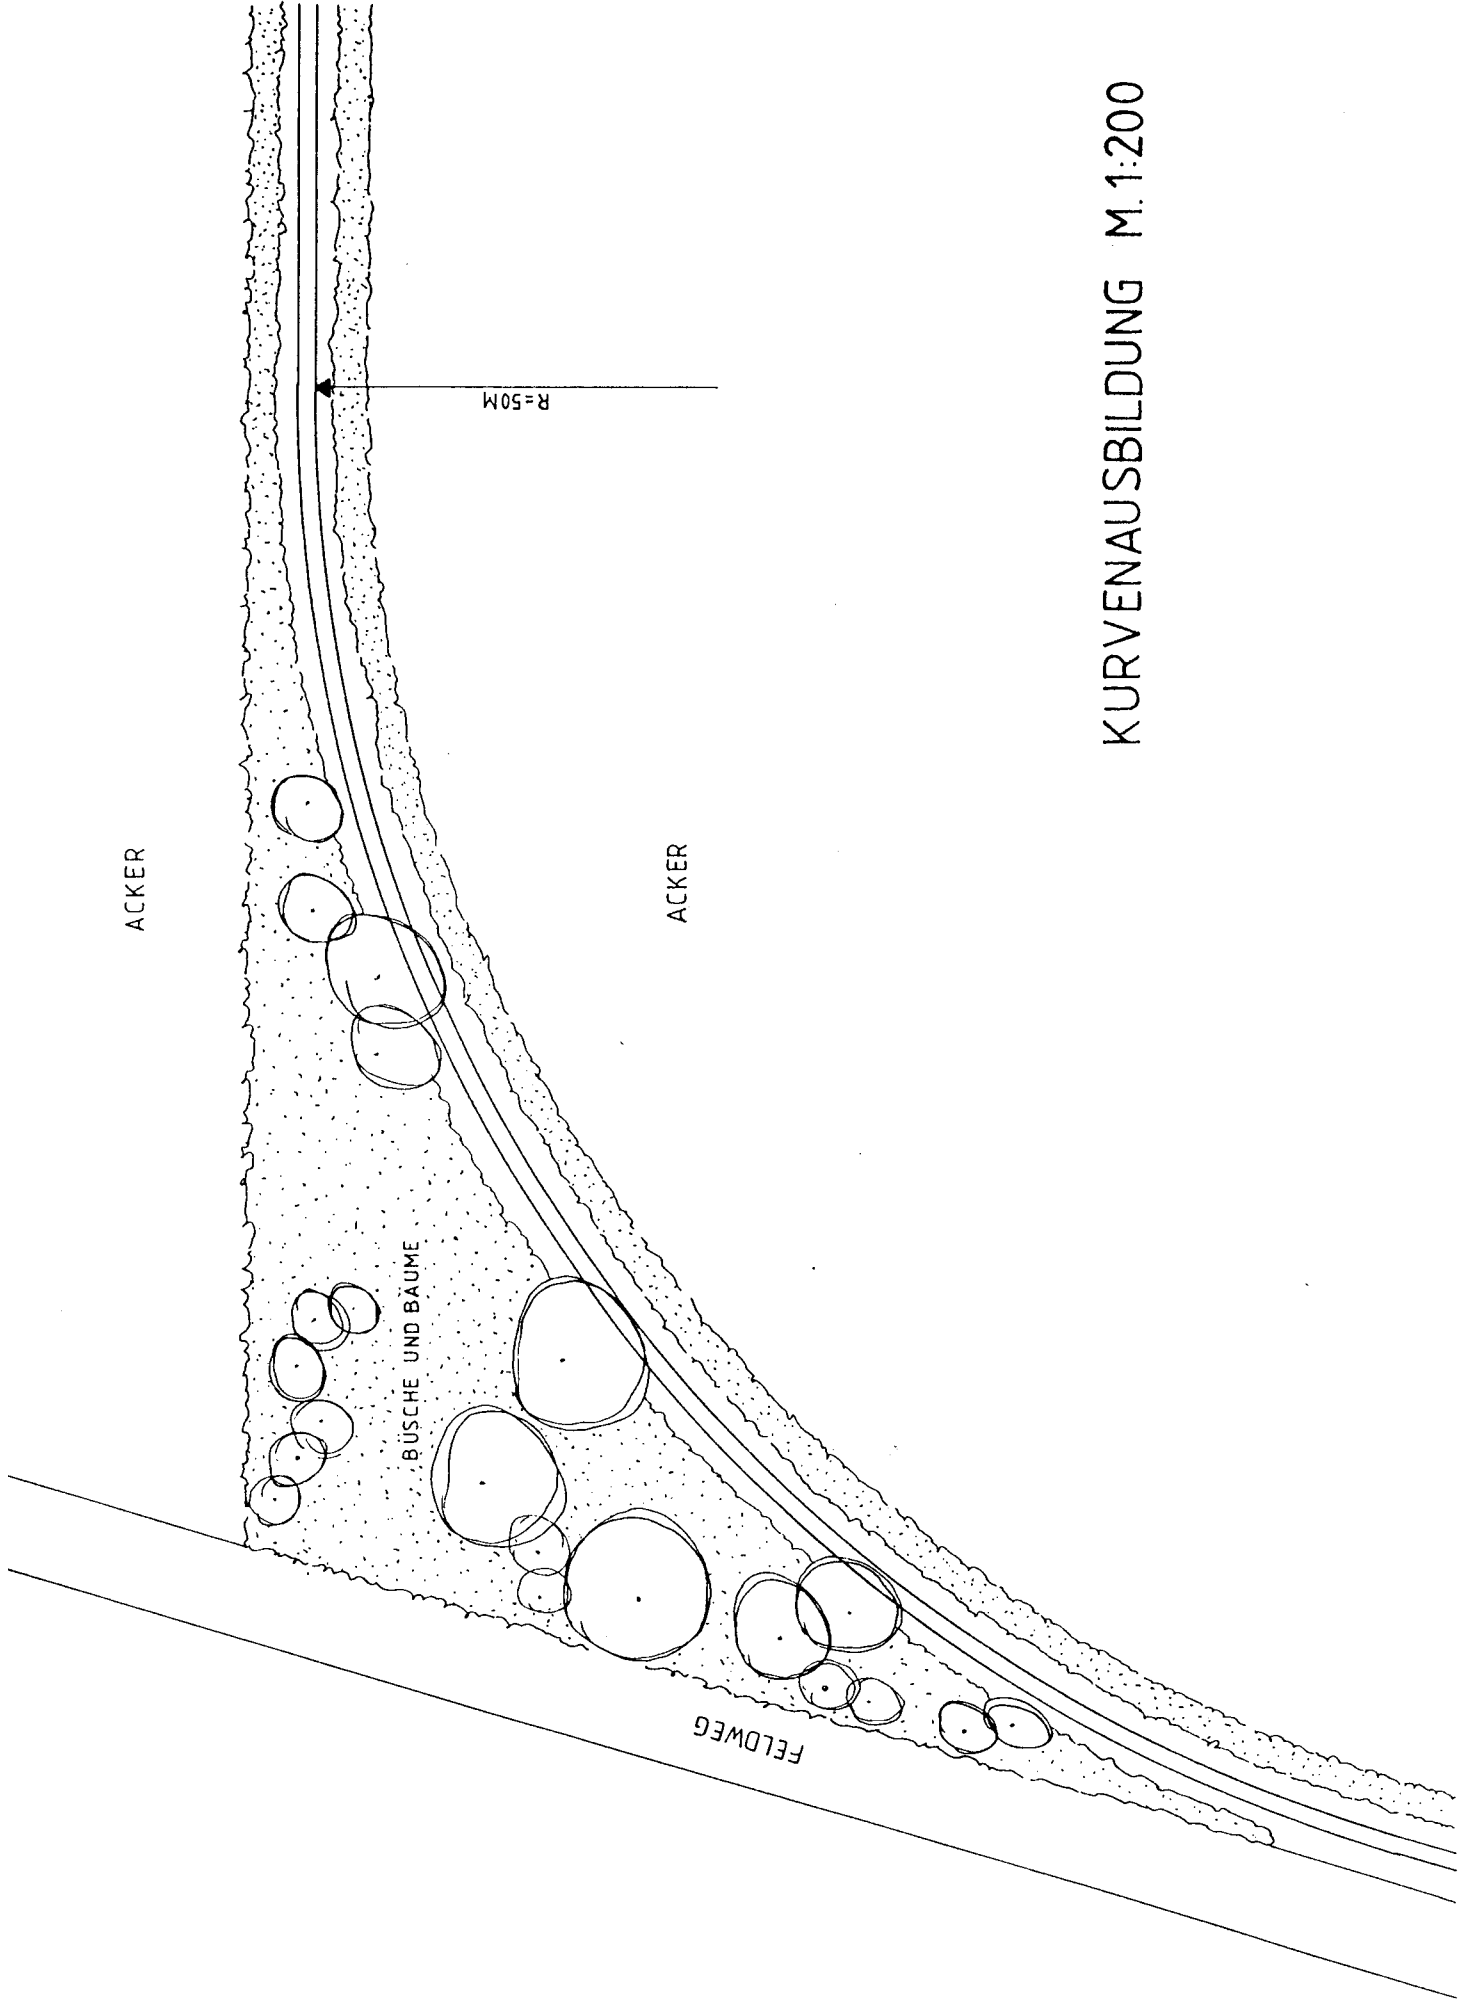 ACKER
FELDWEG
BÜSCHE UND BÄUME
R=50M
ACKER
KURVENAUSBILDUNG M. 1:200